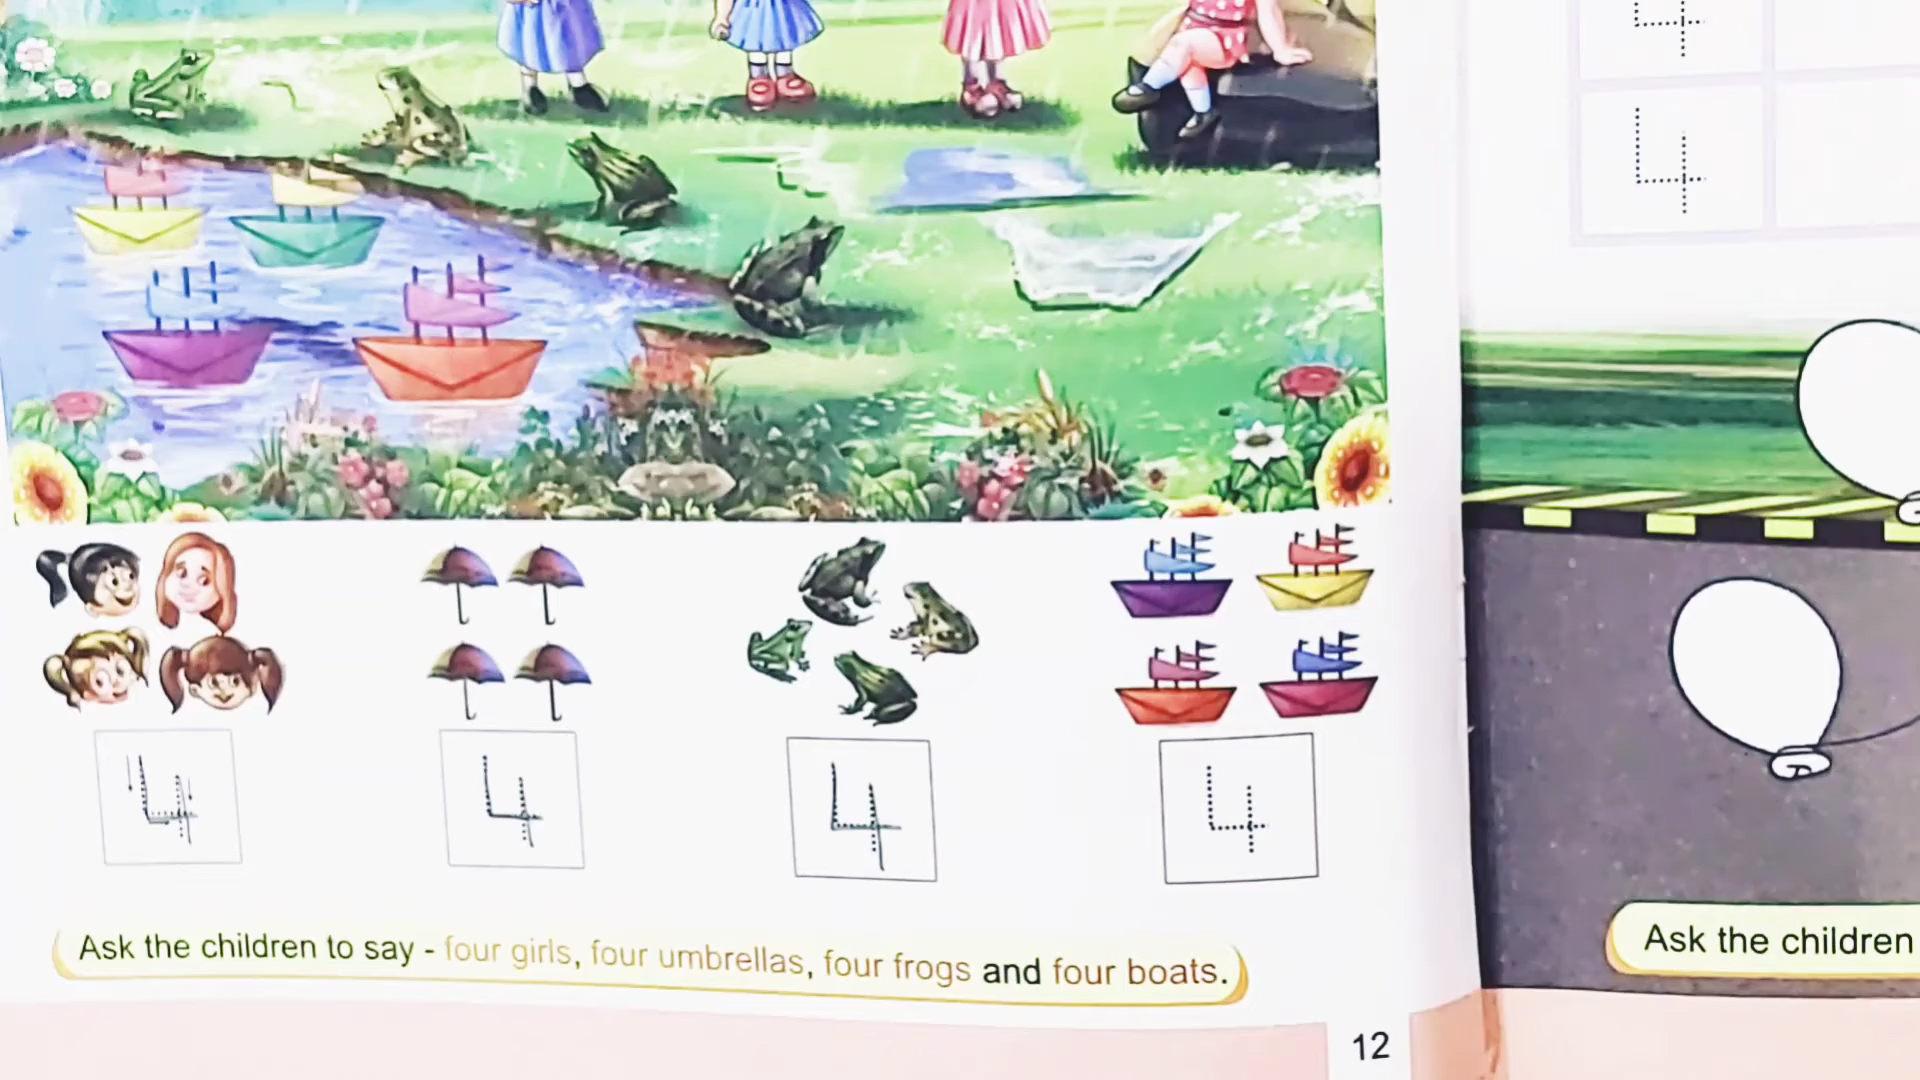 4
4
4 4 4 4
Ask the children to say - four girls, four umbrellas, four frogs and four boats.
Ask the children
12